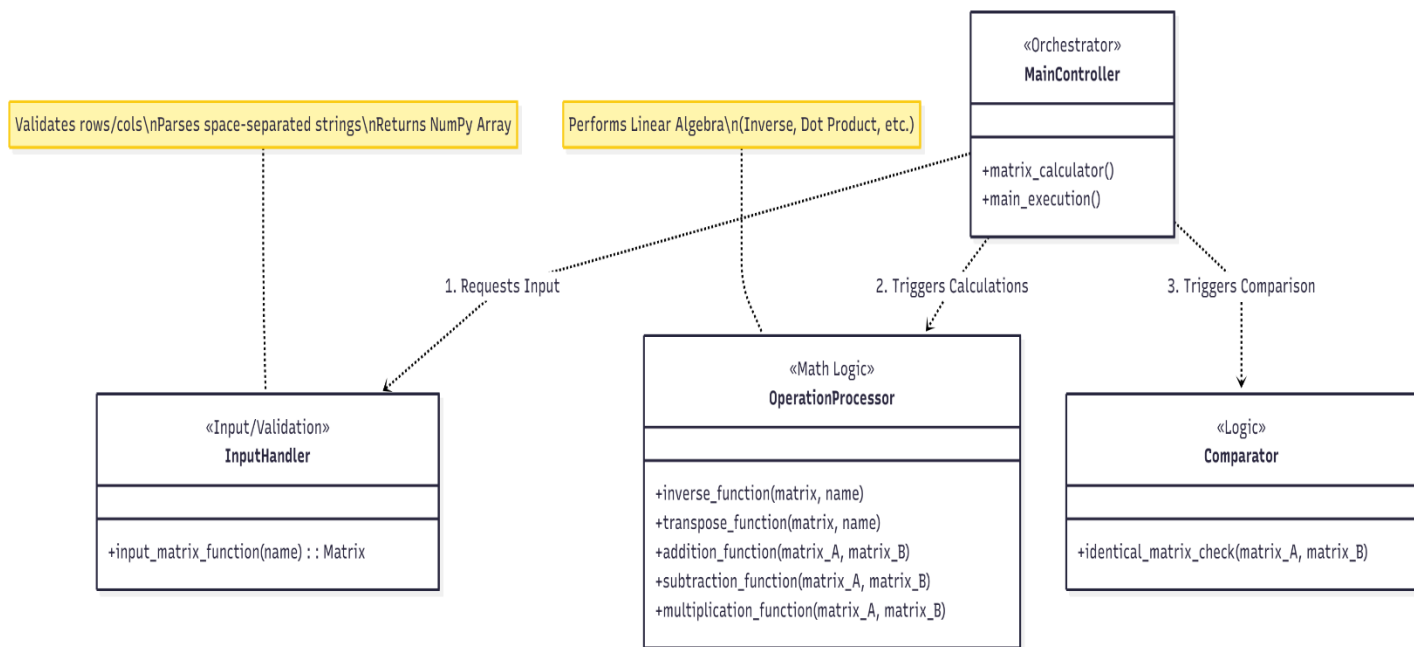 «Orchestrator»
MainController
+matrix_calculator()
+main_execution()
Validates rows/cols\nParses space-separated strings\nReturns NumPy Array
Performs Linear Algebra\n(Inverse, Dot Product, etc.)
1. Requests Input
2. Triggers Calculations
3. Triggers Comparison
«Input/Validation»
InputHandler
+input_matrix_function(name) : : Matrix
«Math Logic»
OperationProcessor
+inverse_function(matrix, name)
+transpose_function(matrix, name)
+addition_function(matrix_A, matrix_B)
+subtraction_function(matrix_A, matrix_B)
+multiplication_function(matrix_A, matrix_B)
«Logic»
Comparator
+identical_matrix_check(matrix_A, matrix_B)